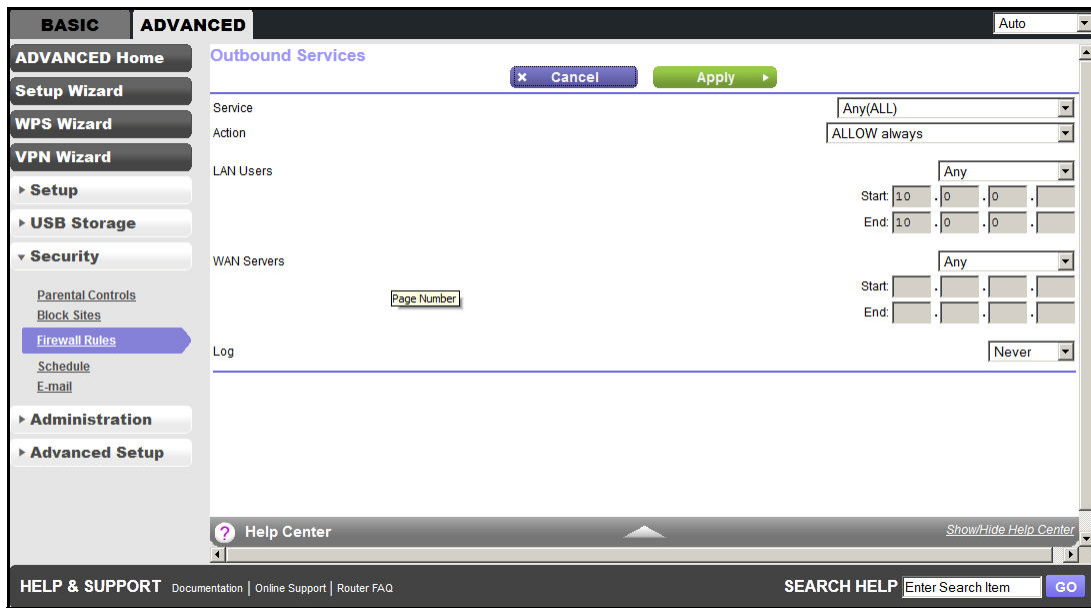 BASIC ADVANCED Auto
ADVANCED Home
Setup Wizard
WPS Wizard
VPN Wizard
Setup
USB Storage
Security
Parental Controls
Block Sites
Firewall Rules
Schedule
E-mail
Administration
Advanced Setup
Outbound Services
x Cancel Apply
Service Any(ALL)
Action ALLOW always
LAN Users Any
Start: 10 . 0 . 0 .
End: 10 . 0 . 0 .
WAN Servers Any
Start: . . .
Page Number
End: . . .
Log Never
? Help Center Show/Hide Help Center
HELP & SUPPORT Documentation | Online Support | Router FAQ SEARCH HELP Enter Search Item GO